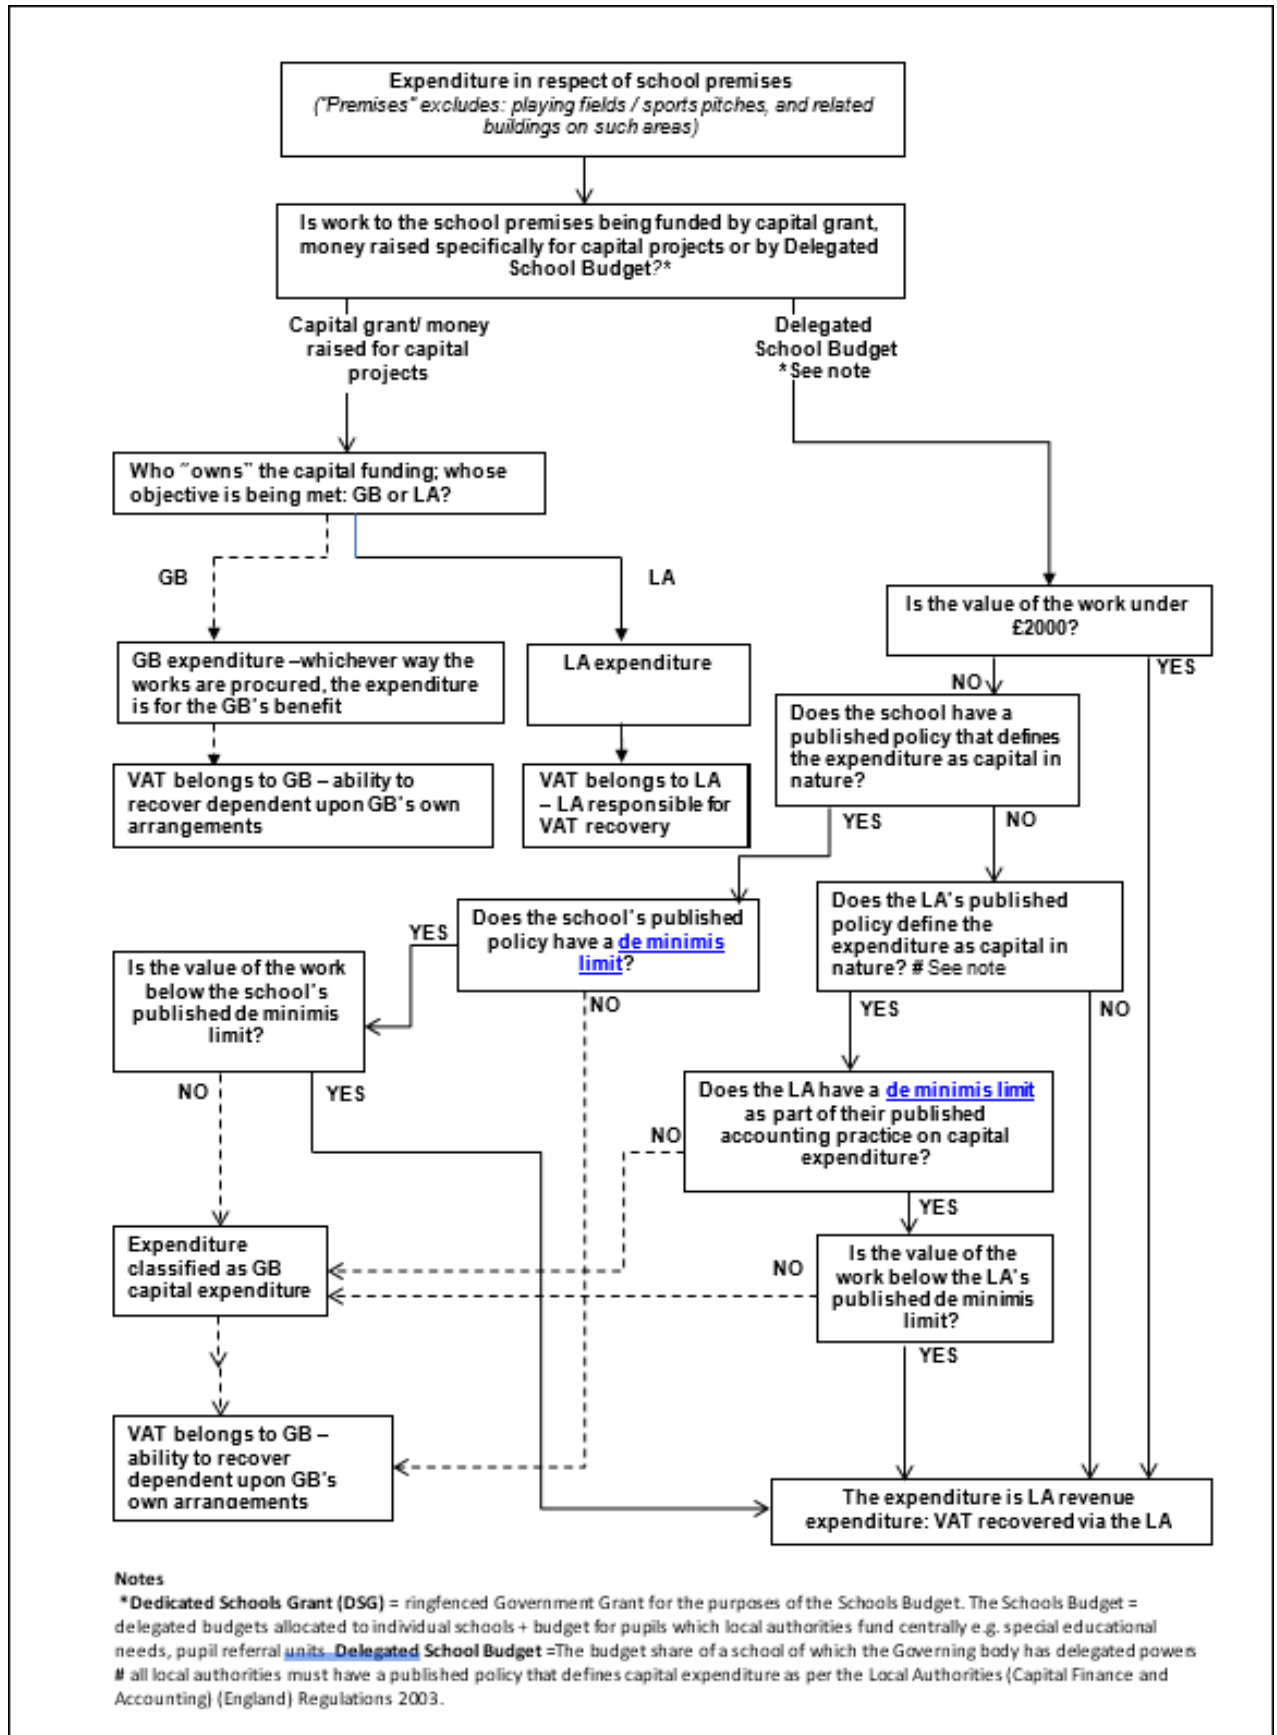 Expenditure in respect of school premises
("Premises" excludes: playing fields / sports pitches, and related
buildings on such areas)
Is work to the school premises being funded by capital grant,
money raised specifically for capital projects or by Delegated
School Budget?*
Capital grant/ money
raised for capital
projects
Delegated
School Budget
*See note
Who "owns" the capital funding; whose
objective is being met: GB or LA?
GB
LA
Is the value of the work under
£2000?
GB expenditure –whichever way the
works are procured, the expenditure
is for the GB's benefit
LA expenditure
YES
NO
Does the school have a
published policy that defines
the expenditure as capital in
nature?
VAT belongs to GB – ability to
recover dependent upon GB's own
arrangements
VAT belongs to LA
– LA responsible for
VAT recovery
YES
NO
Does the school's published
policy have a de minimis
limit?
Does the LA's published
policy define the
expenditure as capital in
nature? # See note
YES
Is the value of the work
below the school's
published de minimis
limit?
NO
YES
NO
NO
YES
Does the LA have a de minimis limit
as part of their published
accounting practice on capital
expenditure?
NO
YES
Expenditure
classified as GB
capital expenditure
Is the value of the
work below the LA's
published de minimis
limit?
NO
YES
VAT belongs to GB –
ability to recover
dependent upon GB's
own arrangements
The expenditure is LA revenue
expenditure: VAT recovered via the LA
Notes
*Dedicated Schools Grant (DSG) = ringfenced Government Grant for the purposes of the Schools Budget. The Schools Budget =
delegated budgets allocated to individual schools + budget for pupils which local authorities fund centrally e.g. special educational
needs, pupil referral units Delegated School Budget =The budget share of a school of which the Governing body has delegated powers
# all local authorities must have a published policy that defines capital expenditure as per the Local Authorities (Capital Finance and
Accounting) (England) Regulations 2003.